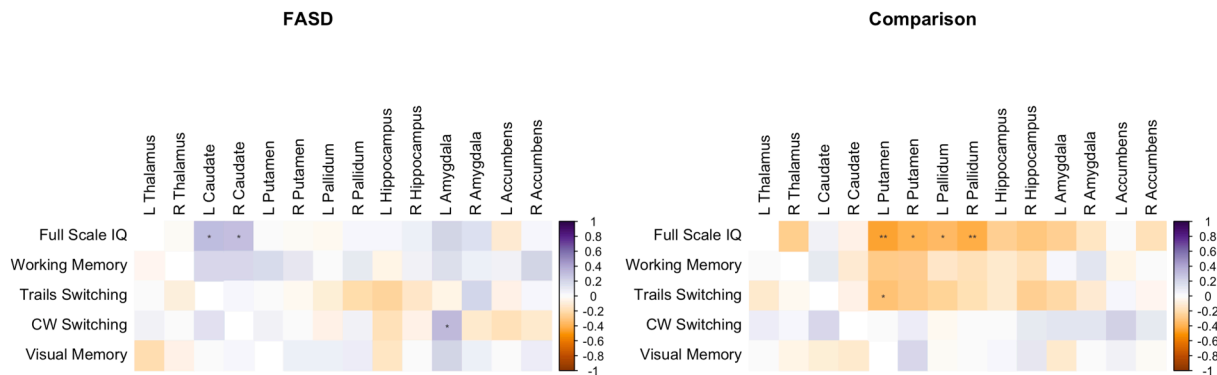 FASD
Comparison
L Thalamus
R Thalamus
L Caudate
R Caudate
L Putamen
R Putamen
L Pallidum
R Pallidum
L Hippocampus
R Hippocampus
L Amygdala
R Amygdala
L Accumbens
R Accumbens
Full Scale IQ * *
Working Memory
Trails Switching
CW Switching *
Visual Memory
1
0.8
0.6
0.4
0.2
0
-0.2
-0.4
-0.6
-0.8
-1
L Thalamus
R Thalamus
L Caudate
R Caudate
L Putamen
R Putamen
L Pallidum
R Pallidum
L Hippocampus
R Hippocampus
L Amygdala
R Amygdala
L Accumbens
R Accumbens
Full Scale IQ ** * * **
Working Memory
Trails Switching *
CW Switching
Visual Memory
1
0.8
0.6
0.4
0.2
0
-0.2
-0.4
-0.6
-0.8
-1